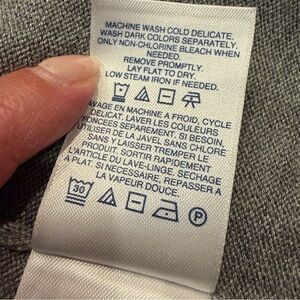 MACHINE WASH COLD DELICATE.
WASH DARK COLORS SEPARATELY.
ONLY NON-CHLORINE BLEACH WHEN
NEEDED.
REMOVE PROMPTLY.
LAY FLAT TO DRY.
LOW STEAM IRON IF NEEDED.
LAVAGE EN MACHINE A FROID, CYCLE
DELICAT. LAVER LES COULEURS
FONCEES SEPAREMENT. SI BESOIN,
UTILISER DE LA JAVEL SANS CHLORE
SANS Y LAISSER TREMPER LE
PRODUIT. SORTIR RAPIDEMENT
L'ARTICLE DU LAVE-LINGE. SECHAGE
A PLAT. SI NECESSAIRE, REPASSER A
LA VAPEUR DOUCE.
30 P